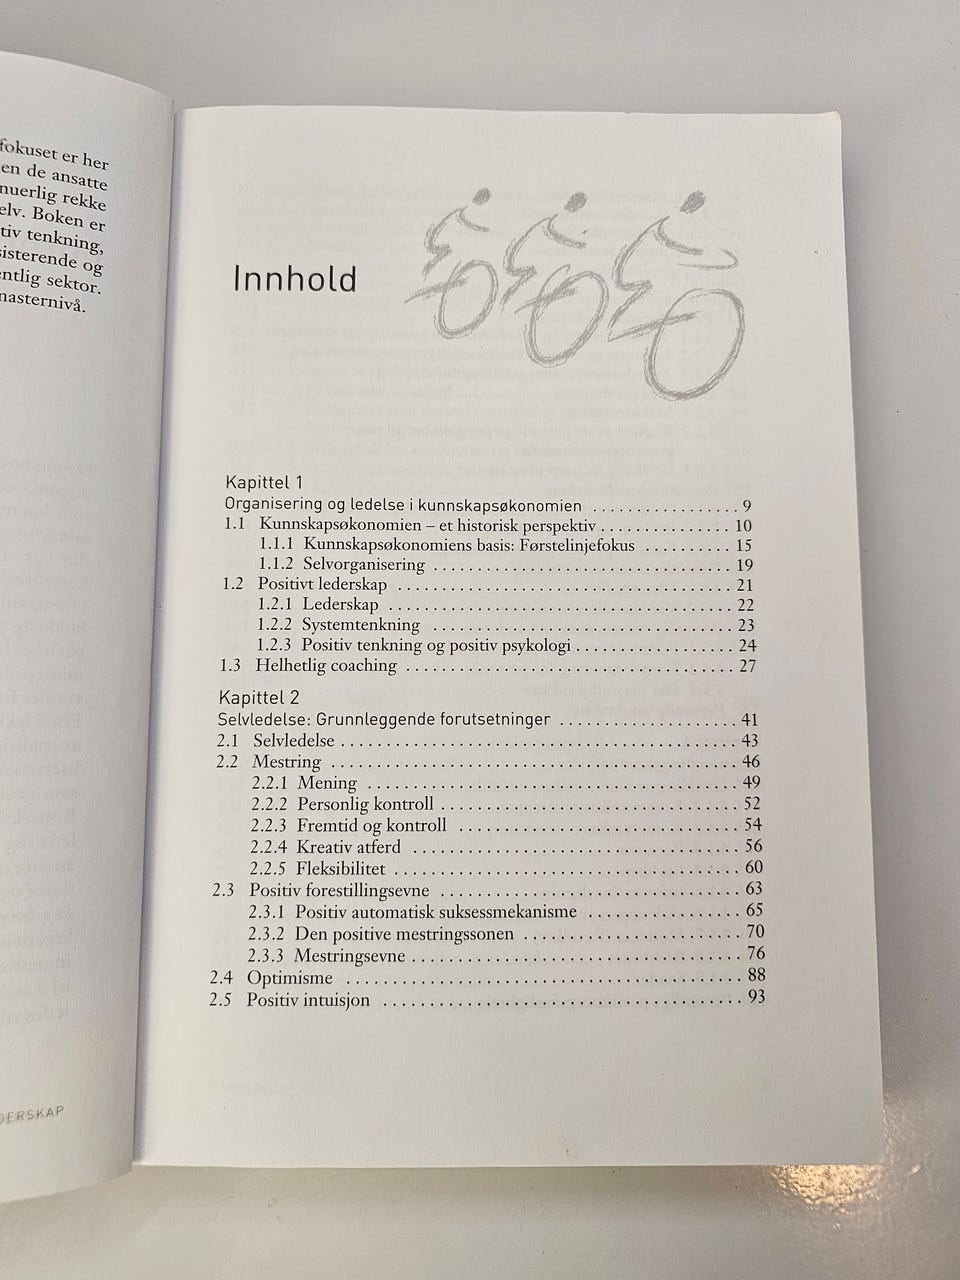 fokuset er her
en de ansatte
nuerlig rekke
elv. Boken er
tiv tenkning,
sisterende og
entlig sektor.
masternivå.
DERSKAP
Innhold
Kapittel 1
Organisering og ledelse i kunnskapsøkonomien . . . . . . . . . . . . . . . . . 9
1.1 Kunnskapsøkonomien – et historisk perspektiv . . . . . . . . . . . . . . . 10
1.1.1 Kunnskapsøkonomiens basis: Førstelinjefokus . . . . . . . . . . 15
1.1.2 Selvorganisering . . . . . . . . . . . . . . . . . . . . . . . . . . . . . . . . . . . 19
1.2 Positivt lederskap . . . . . . . . . . . . . . . . . . . . . . . . . . . . . . . . . . . . . . . 21
1.2.1 Lederskap . . . . . . . . . . . . . . . . . . . . . . . . . . . . . . . . . . . . . . . . 22
1.2.2 Systemtenkning . . . . . . . . . . . . . . . . . . . . . . . . . . . . . . . . . . . . 23
1.2.3 Positiv tenkning og positiv psykologi . . . . . . . . . . . . . . . . . . 24
1.3 Helhetlig coaching . . . . . . . . . . . . . . . . . . . . . . . . . . . . . . . . . . . . . . 27
Kapittel 2
Selvledelse: Grunnleggende forutsetninger . . . . . . . . . . . . . . . . . . . . 41
2.1 Selvledelse . . . . . . . . . . . . . . . . . . . . . . . . . . . . . . . . . . . . . . . . . . . . 43
2.2 Mestring . . . . . . . . . . . . . . . . . . . . . . . . . . . . . . . . . . . . . . . . . . . . . . 46
2.2.1 Mening . . . . . . . . . . . . . . . . . . . . . . . . . . . . . . . . . . . . . . . . . . 49
2.2.2 Personlig kontroll . . . . . . . . . . . . . . . . . . . . . . . . . . . . . . . . . . 52
2.2.3 Fremtid og kontroll . . . . . . . . . . . . . . . . . . . . . . . . . . . . . . . . 54
2.2.4 Kreativ atferd . . . . . . . . . . . . . . . . . . . . . . . . . . . . . . . . . . . . . 56
2.2.5 Fleksibilitet . . . . . . . . . . . . . . . . . . . . . . . . . . . . . . . . . . . . . . . 60
2.3 Positiv forestillingsevne . . . . . . . . . . . . . . . . . . . . . . . . . . . . . . . . . . 63
2.3.1 Positiv automatisk suksessmekanisme . . . . . . . . . . . . . . . . . 65
2.3.2 Den positive mestringssonen . . . . . . . . . . . . . . . . . . . . . . . . 70
2.3.3 Mestringsevne . . . . . . . . . . . . . . . . . . . . . . . . . . . . . . . . . . . . . 76
2.4 Optimisme . . . . . . . . . . . . . . . . . . . . . . . . . . . . . . . . . . . . . . . . . . . . 88
2.5 Positiv intuisjon . . . . . . . . . . . . . . . . . . . . . . . . . . . . . . . . . . . . . . . . 93